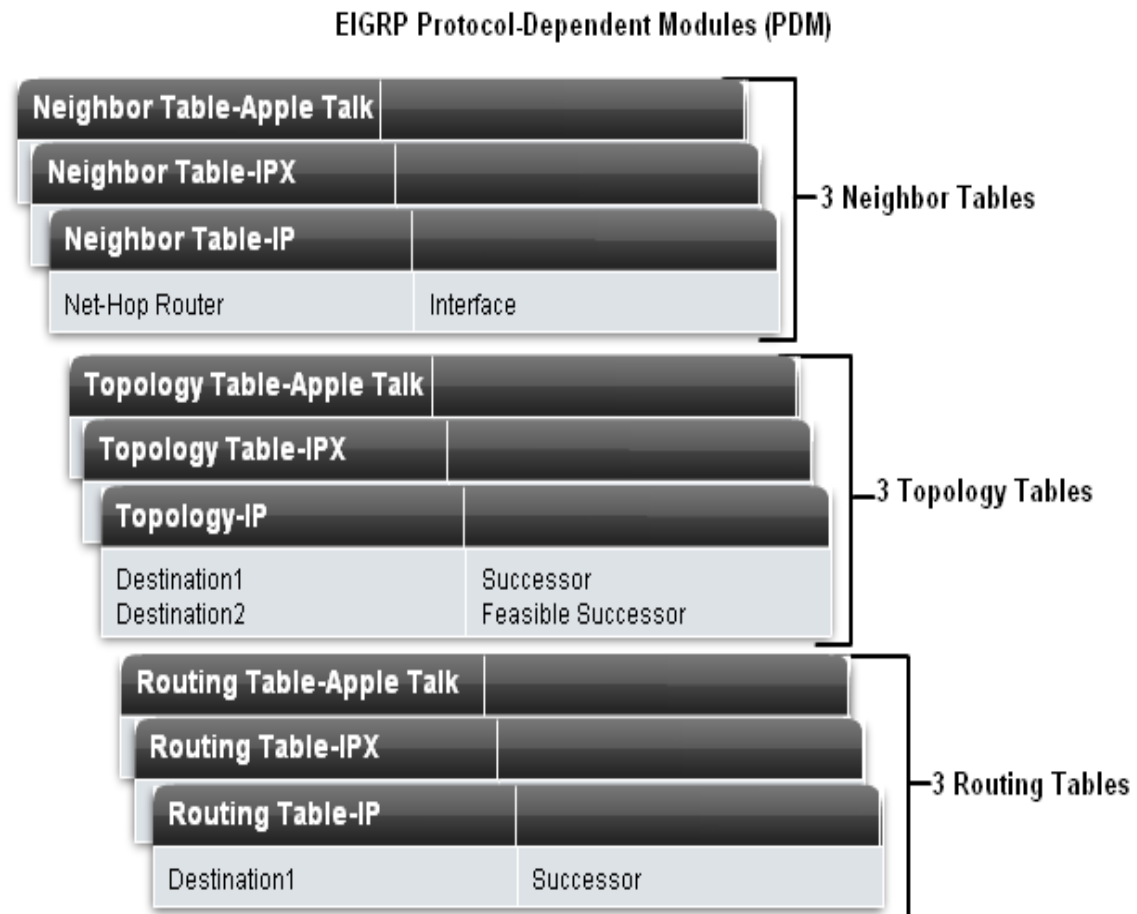 EIGRP Protocol-Dependent Modules (PDM)
Neighbor Table-Apple Talk
Neighbor Table-IPX
Neighbor Table-IP
Net-Hop Router Interface
3 Neighbor Tables
Topology Table-Apple Talk
Topology Table-IPX
Topology-IP
Destination1 Successor
Destination2 Feasible Successor
3 Topology Tables
Routing Table-Apple Talk
Routing Table-IPX
Routing Table-IP
Destination1 Successor
3 Routing Tables